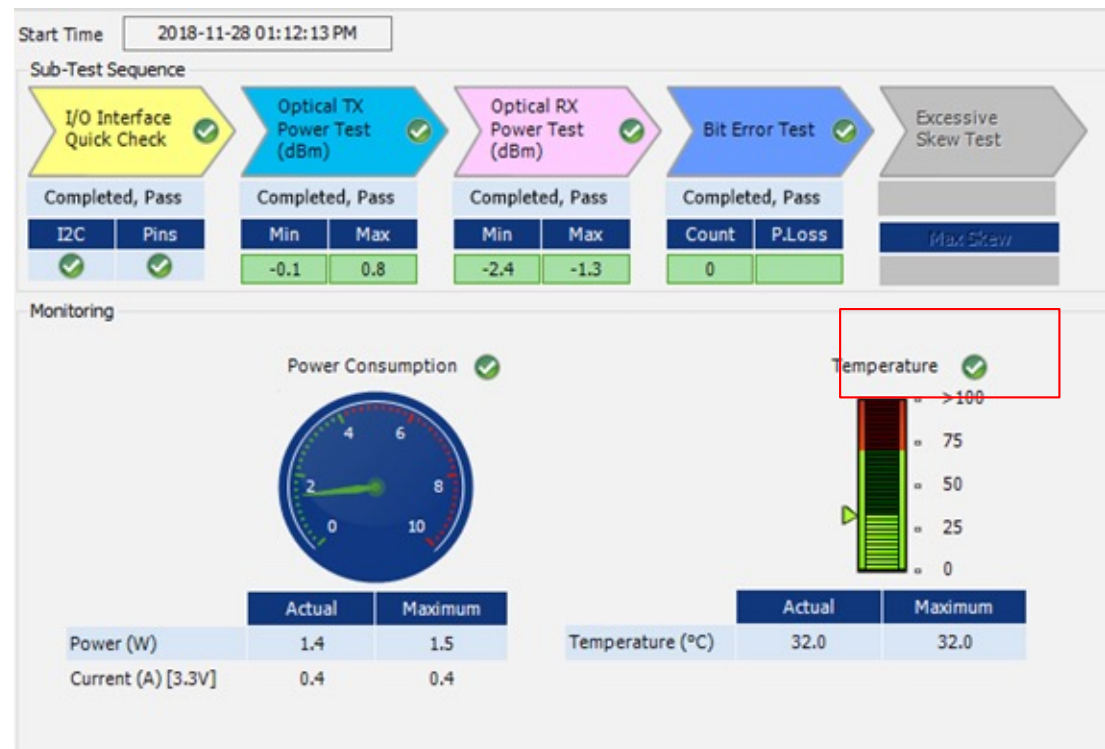 Start Time 2018-11-28 01:12:13 PM
Sub-Test Sequence
I/O Interface
Quick Check
Optical TX
Power Test
(dBm)
Optical RX
Power Test
(dBm)
Bit Error Test
Excessive
Skew Test
Completed, Pass
Completed, Pass
Completed, Pass
Completed, Pass
I2C Pins
Min Max
Min Max
Count P.Loss
Max Skew
-0.1 0.8
-2.4 -1.3
0
Monitoring
Power Consumption
4 6
2 8
0 10
Actual Maximum
Power (W) 1.4 1.5
Current (A) [3.3V] 0.4 0.4
Temperature
>100
75
50
25
0
Actual Maximum
Temperature (°C) 32.0 32.0